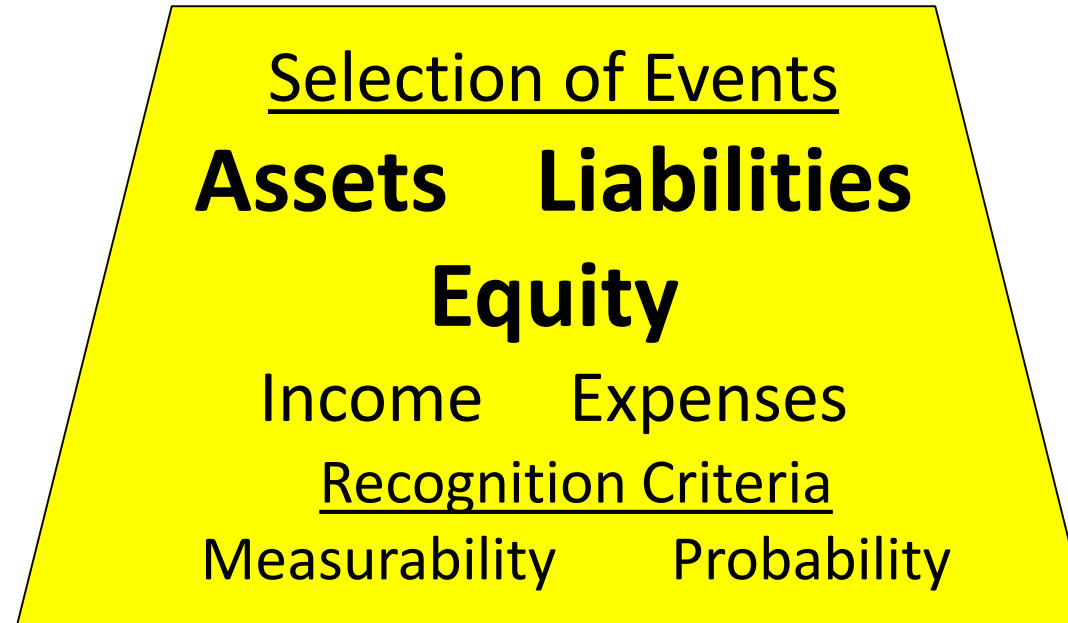 Selection of Events
Assets Liabilities
Equity
Income Expenses
Recognition Criteria
Measurability Probability